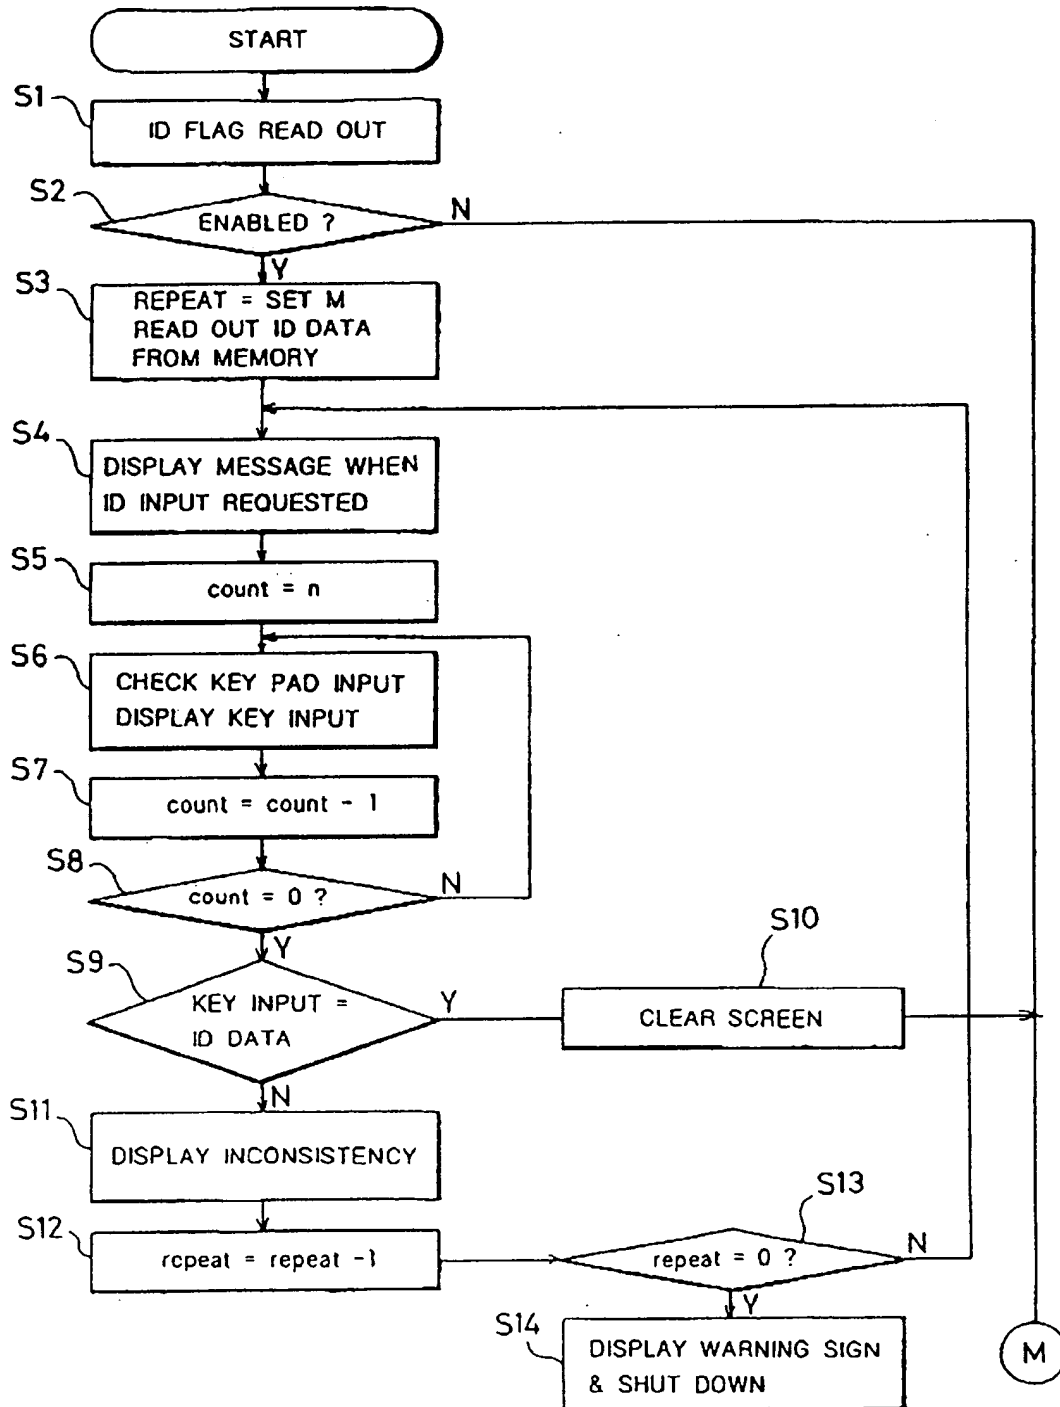 START
S1
ID FLAG READ OUT
S2
ENABLED ?
N
Y
S3
REPEAT = SET M
READ OUT ID DATA
FROM MEMORY
S4
DISPLAY MESSAGE WHEN
ID INPUT REQUESTED
S5
count = n
S6
CHECK KEY PAD INPUT
DISPLAY KEY INPUT
S7
count = count - 1
S8
count = 0 ?
N
Y
S9
KEY INPUT =
ID DATA
Y
S10
CLEAR SCREEN
N
S11
DISPLAY INCONSISTENCY
S12
repeat = repeat -1
S13
repeat = 0 ?
N
Y
S14
DISPLAY WARNING SIGN
& SHUT DOWN
M